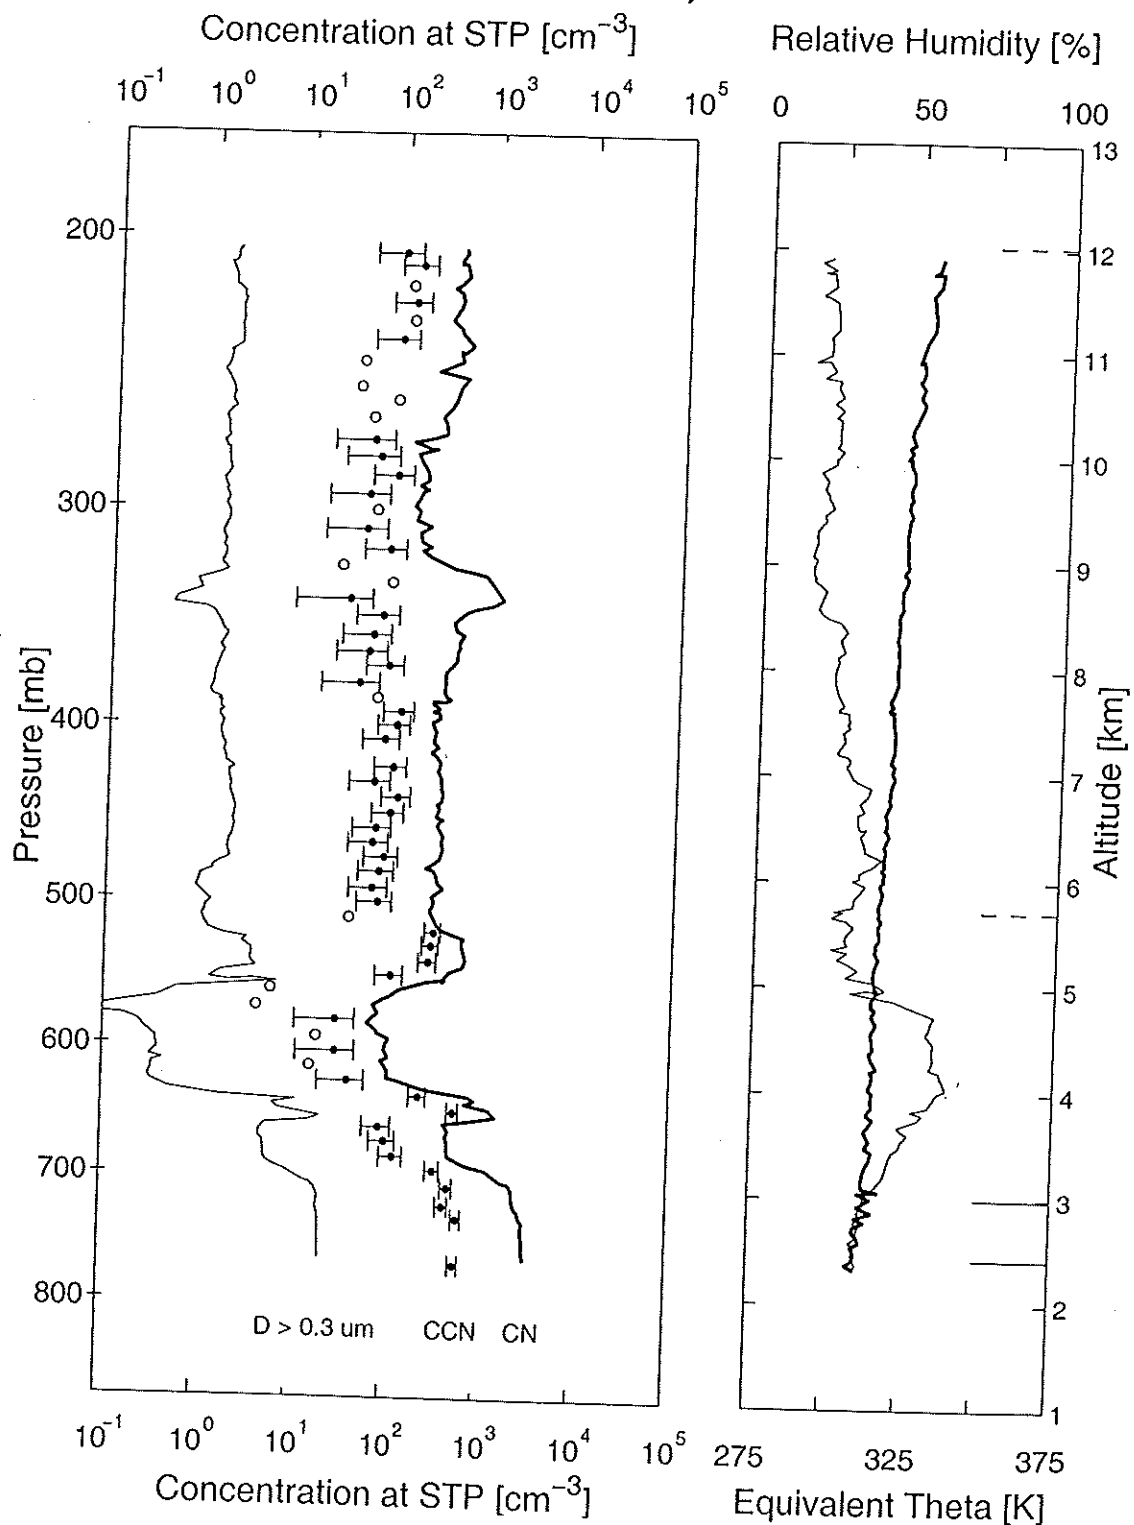 Concentration at STP [cm⁻³]
10⁻¹ 10⁰ 10¹ 10² 10³ 10⁴ 10⁵
Relative Humidity [%]
0 50 100
Pressure [mb]
200
300
400
500
600
700
800
D > 0.3 um CCN CN
10⁻¹ 10⁰ 10¹ 10² 10³ 10⁴ 10⁵
Concentration at STP [cm⁻³]
13
12
11
10
9
8
7
6
5
4
3
2
1
Altitude [km]
275 325 375
Equivalent Theta [K]